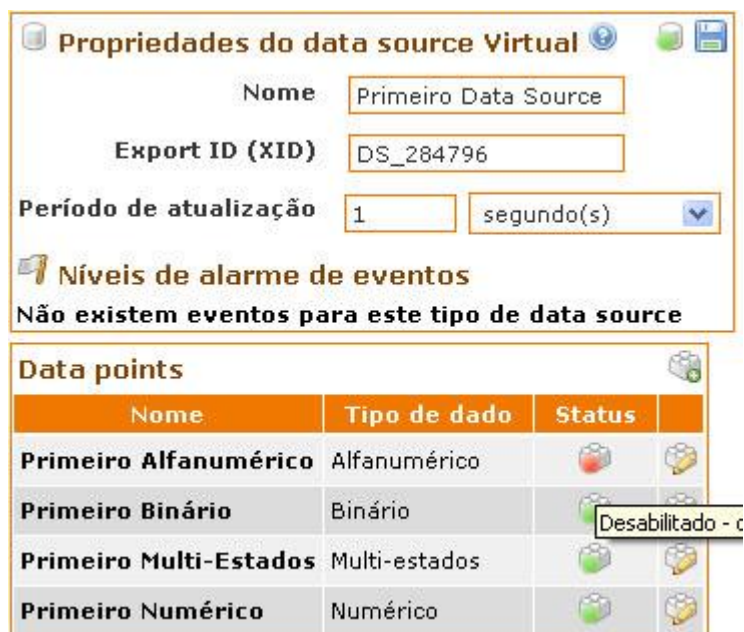 Propriedades do data source Virtual
Nome Primeiro Data Source
Export ID (XID) DS_284796
Período de atualização 1 segundo(s)
Níveis de alarme de eventos
Não existem eventos para este tipo de data source
Data points
Nome Tipo de dado Status
Primeiro Alfanumérico Alfanumérico
Primeiro Binário Binário
Desabilitado -
Primeiro Multi-Estados Multi-estados
Primeiro Numérico Numérico